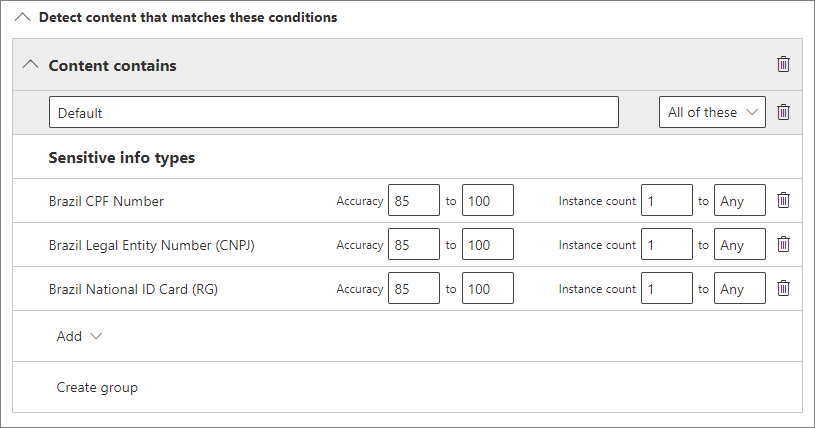 Detect content that matches these conditions
Content contains
Default All of these
Sensitive info types
Brazil CPF Number Accuracy 85 to 100 Instance count 1 to Any
Brazil Legal Entity Number (CNPJ) Accuracy 85 to 100 Instance count 1 to Any
Brazil National ID Card (RG) Accuracy 85 to 100 Instance count 1 to Any
Add
Create group